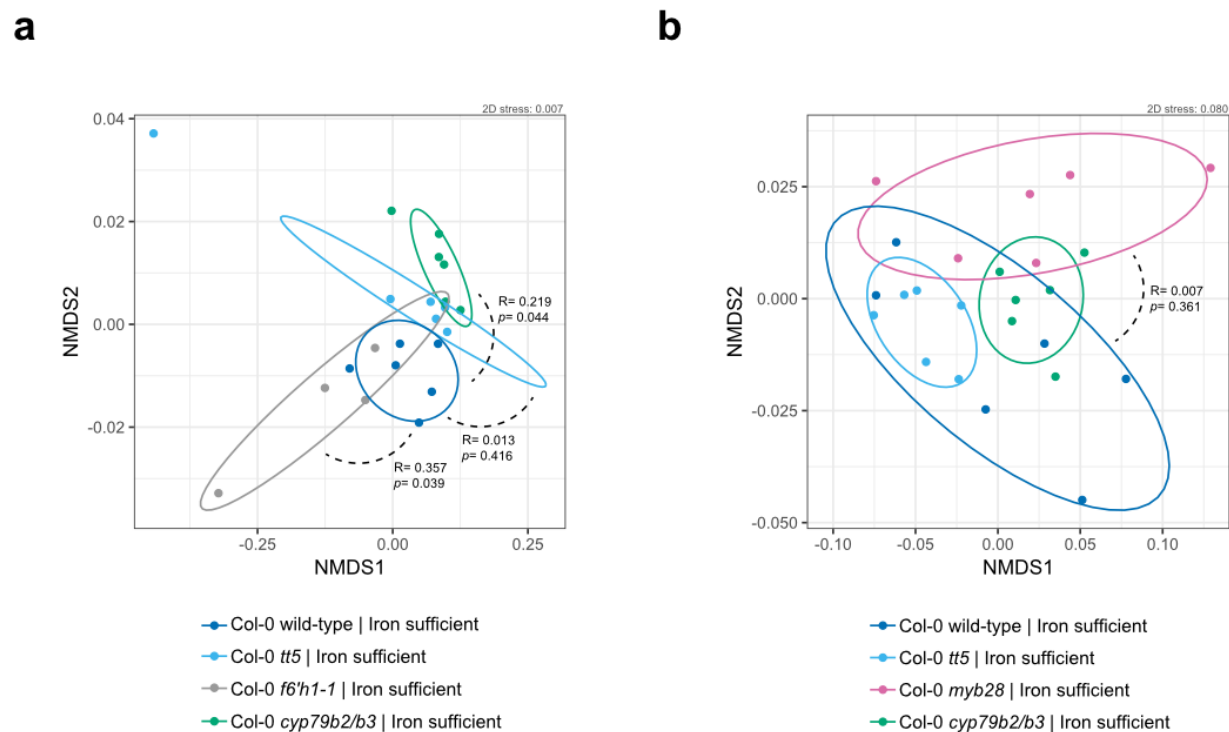 a
2D stress: 0.007
0.04
0.02
0.00
-0.02
NMDS2
R= 0.219
p= 0.044
R= 0.013
p= 0.416
R= 0.357
p= 0.039
-0.25
0.00
0.25
NMDS1
Col-0 wild-type | Iron sufficient
Col-0 tt5 | Iron sufficient
Col-0 f6'h1-1 | Iron sufficient
Col-0 cyp79b2/b3 | Iron sufficient
b
2D stress: 0.080
0.025
0.000
-0.025
-0.050
NMDS2
R= 0.007
p= 0.361
-0.10
-0.05
0.00
0.05
0.10
NMDS1
Col-0 wild-type | Iron sufficient
Col-0 tt5 | Iron sufficient
Col-0 myb28 | Iron sufficient
Col-0 cyp79b2/b3 | Iron sufficient